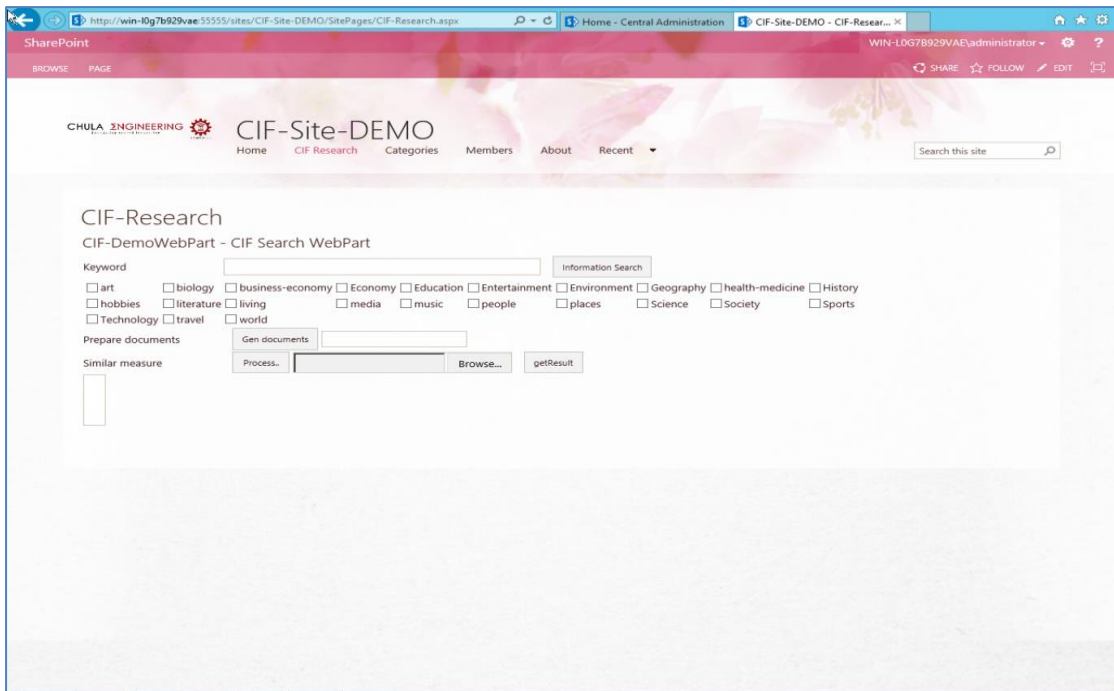 http://win-l0g7b929vae:55555/sites/CIF-Site-DEMO/SitePages/CIF-Research.aspx Home - Central Administration CIF-Site-DEMO - CIF-Resear...
SharePoint WIN-L0G7B929VAE\administrator ?
BROWSE PAGE SHARE FOLLOW EDIT
CHULA ΣNGINEERING CIF-Site-DEMO
Home CIF Research Categories Members About Recent Search this site
CIF-Research
CIF-DemoWebPart - CIF Search WebPart
Keyword Information Search
art biology business-economy Economy Education Entertainment Environment Geography health-medicine History
hobbies literature living media music people places Science Society Sports
Technology travel world
Prepare documents Gen documents
Similar measure Process.. Browse... getResult